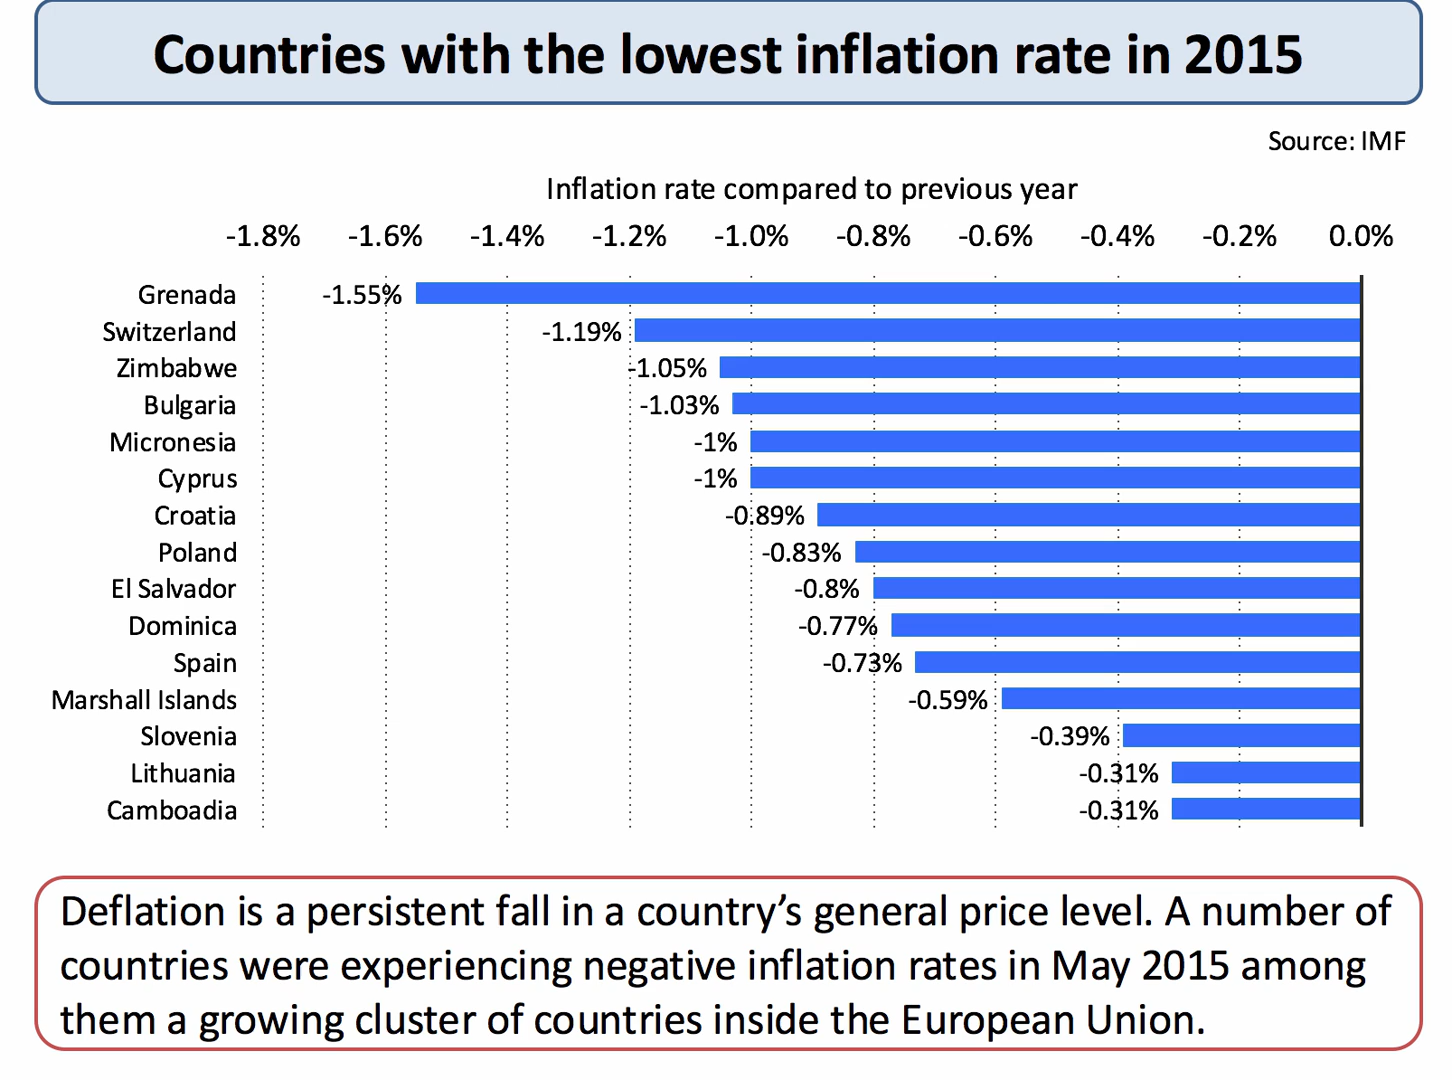 Countries with the lowest inflation rate in 2015
Source: IMF
Inflation rate compared to previous year
-1.8% -1.6% -1.4% -1.2% -1.0% -0.8% -0.6% -0.4% -0.2% 0.0%
Grenada -1.55%
Switzerland -1.19%
Zimbabwe -1.05%
Bulgaria -1.03%
Micronesia -1%
Cyprus -1%
Croatia -0.89%
Poland -0.83%
El Salvador -0.8%
Dominica -0.77%
Spain -0.73%
Marshall Islands -0.59%
Slovenia -0.39%
Lithuania -0.31%
Camboadia -0.31%
Deflation is a persistent fall in a country’s general price level. A number of
countries were experiencing negative inflation rates in May 2015 among
them a growing cluster of countries inside the European Union.